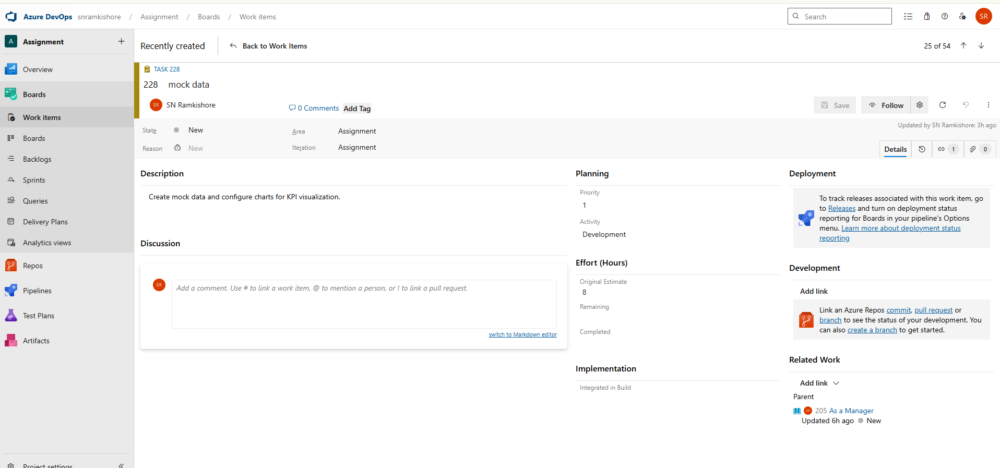 Azure DevOps snramkishore / Assignment / Boards / Work items
Search
SR
A Assignment
Overview
Boards
Work items
Boards
Backlogs
Sprints
Queries
Delivery Plans
Analytics views
Repos
Pipelines
Test Plans
Artifacts
Project settings
Recently created
Back to Work Items
25 of 54
TASK 228
228 mock data
SR SN Ramkishore
0 Comments
Add Tag
Save
Follow
State New
Area Assignment
Reason New
Iteration Assignment
Updated by SN Ramkishore: 3h ago
Details
1
0
Description
Create mock data and configure charts for KPI visualization.
Discussion
SR
Add a comment. Use # to link a work item, @ to mention a person, or ! to link a pull request.
switch to Markdown editor
Planning
Priority
1
Activity
Development
Effort (Hours)
Original Estimate
8
Remaining
Completed
Implementation
Integrated in Build
Deployment
To track releases associated with this work item, go
to Releases and turn on deployment status
reporting for Boards in your pipeline's Options
menu. Learn more about deployment status
reporting
Development
Add link
Link an Azure Repos commit, pull request or
branch to see the status of your development. You
can also create a branch to get started.
Related Work
Add link
Parent
SR 205 As a Manager
Updated 6h ago New